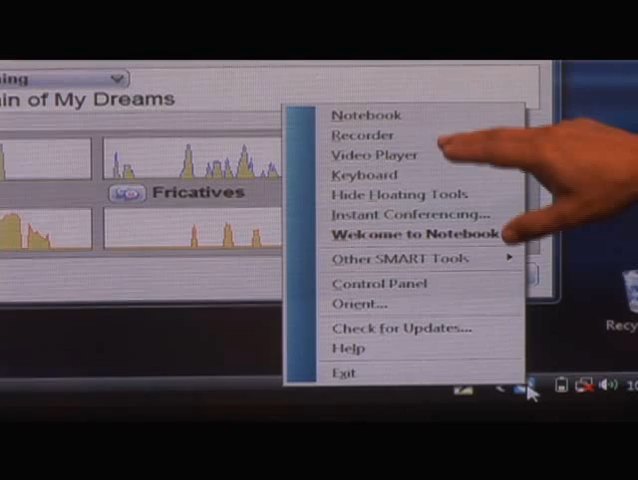 ning
in of My Dreams
Fricatives
Notebook
Recorder
Video Player
Keyboard
Hide Floating Tools
Instant Conferencing...
Welcome to Notebook
Other SMART Tools
Control Panel
Orient...
Check for Updates...
Help
Exit
Recy
10